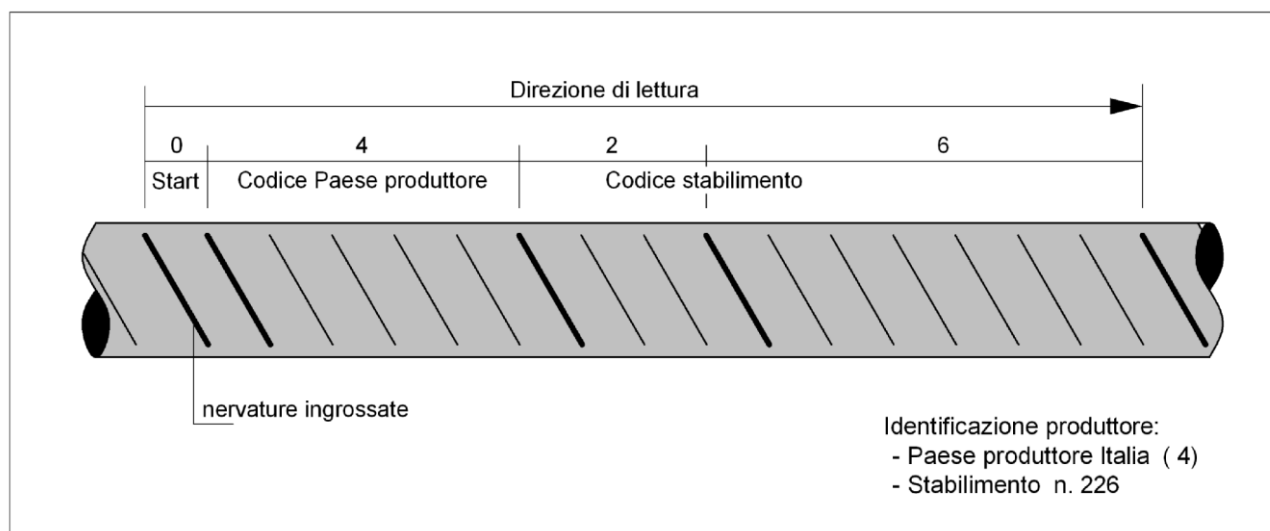 Direzione di lettura
0 4 2 6
Start Codice Paese produttore Codice stabilimento
nervature ingrossate
Identificazione produttore:
- Paese produttore Italia ( 4)
- Stabilimento n. 226